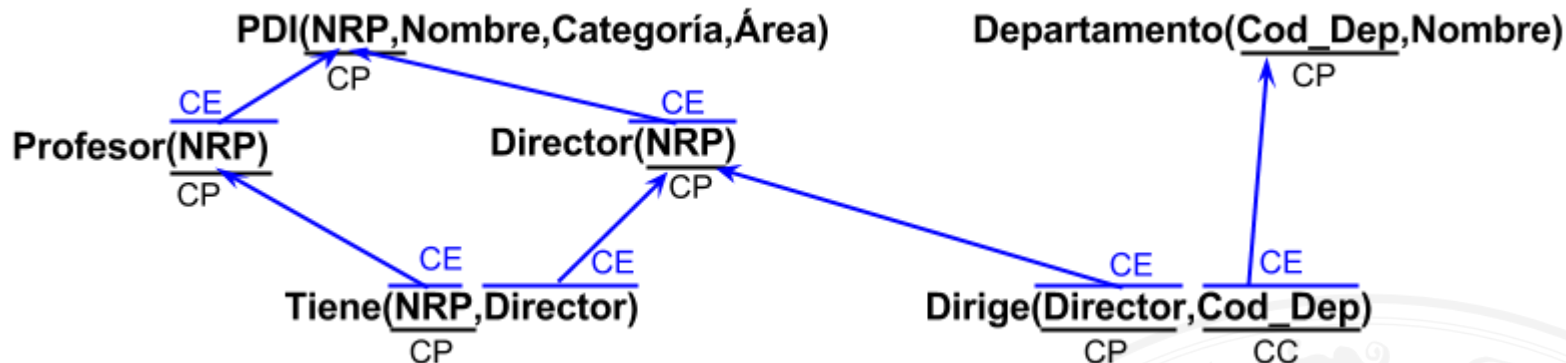 PDI(NRP,Nombre,Categoría,Área) Departamento(Cod_Dep,Nombre)
CP CP
CE CE
Profesor(NRP) Director(NRP)
CP CP
CE CE CE CE
Tiene(NRP,Director) Dirige(Director,Cod_Dep)
CP CP CC